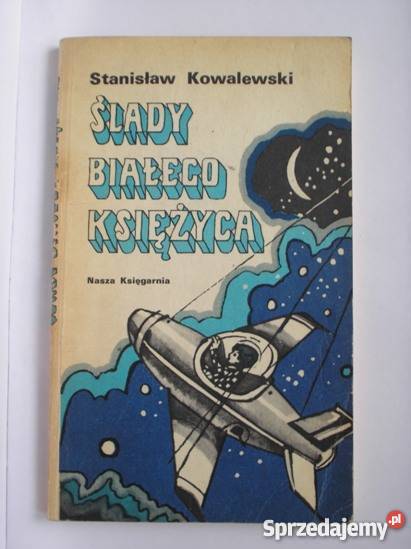 Stanisław Kowalewski
ŚLADY
BIAŁEGO
KSIĘŻYCA
Nasza Księgarnia
Sprzedajemy.pl